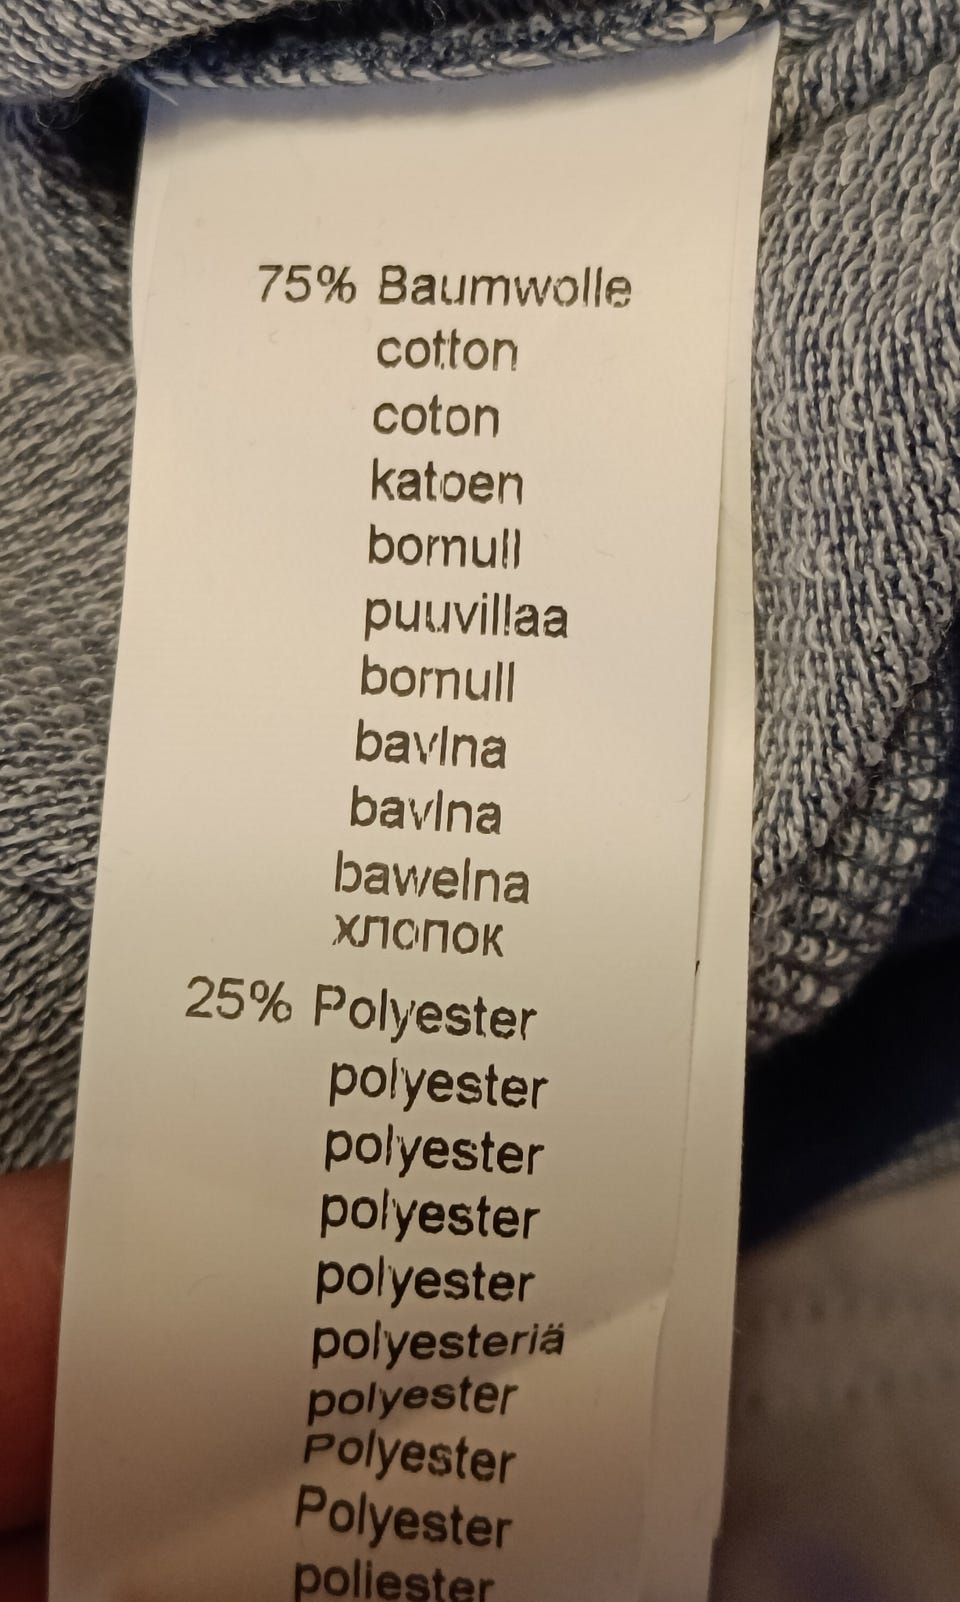 75% Baumwolle
cotton
coton
katoen
bomull
puuvillaa
bomull
bavlna
bavlna
bawelna
хлопок
25% Polyester
polyester
polyester
polyester
polyester
polyesteriä
polyester
Polyester
Polyester
poliester